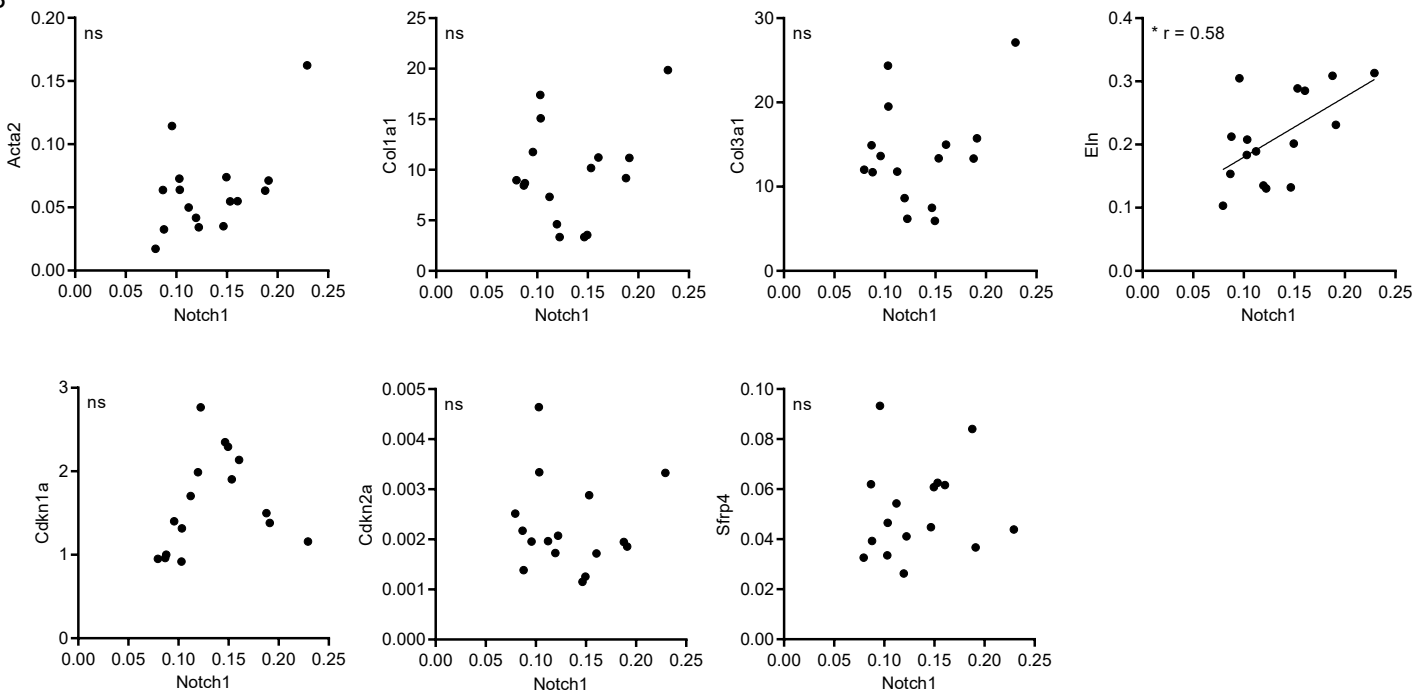 ns
Acta2
0.20
0.15
0.10
0.05
0.00
0.00 0.05 0.10 0.15 0.20 0.25
Notch1
ns
Col1a1
25
20
15
10
5
0
0.00 0.05 0.10 0.15 0.20 0.25
Notch1
ns
Col3a1
30
20
10
0
0.00 0.05 0.10 0.15 0.20 0.25
Notch1
* r = 0.58
Eln
0.4
0.3
0.2
0.1
0.0
0.00 0.05 0.10 0.15 0.20 0.25
Notch1
ns
Cdkn1a
3
2
1
0
0.00 0.05 0.10 0.15 0.20 0.25
Notch1
ns
Cdkn2a
0.005
0.004
0.003
0.002
0.001
0.000
0.00 0.05 0.10 0.15 0.20 0.25
Notch1
ns
Sfrp4
0.10
0.08
0.06
0.04
0.02
0.00
0.00 0.05 0.10 0.15 0.20 0.25
Notch1